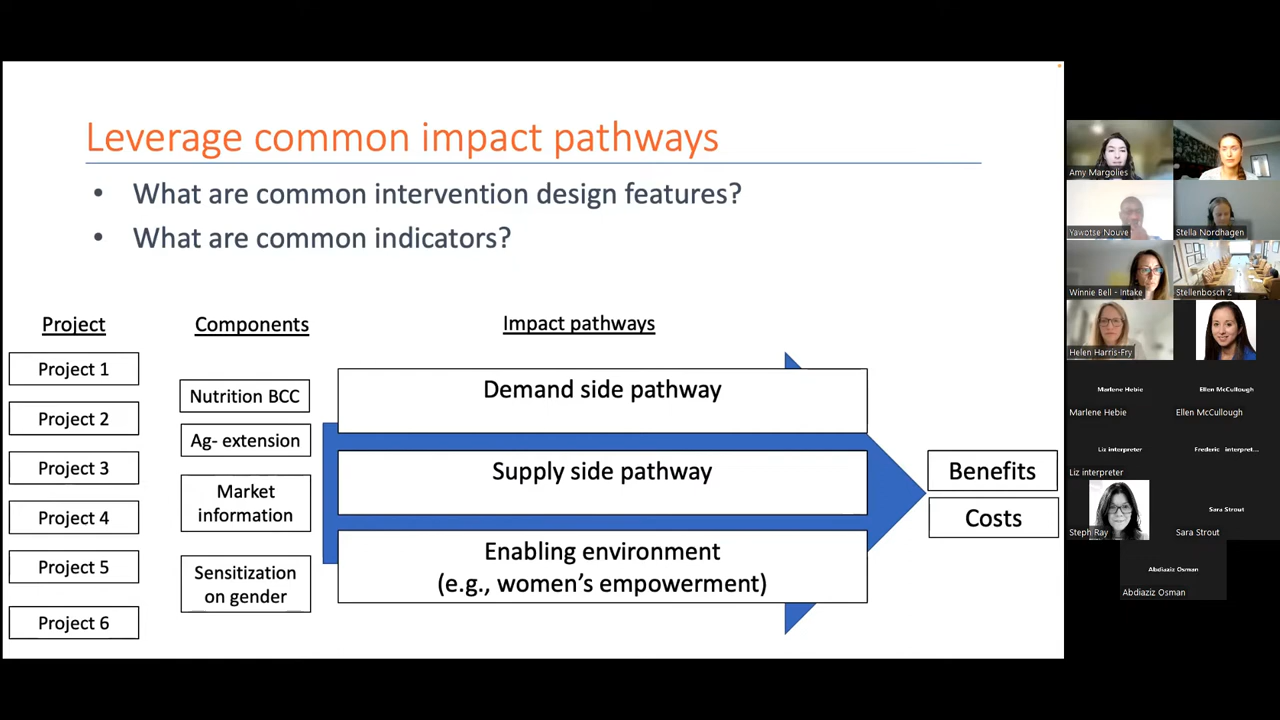 Leverage common impact pathways
• What are common intervention design features?
• What are common indicators?
Project
Components
Impact pathways
Project 1
Project 2
Project 3
Project 4
Project 5
Project 6
Nutrition BCC
Ag- extension
Market
information
Sensitization
on gender
Demand side pathway
Supply side pathway
Enabling environment
(e.g., women’s empowerment)
Benefits
Costs
Amy Margolies
Yawotse Nouve
Stella Nordhagen
Winnie Bell - Intake
Stellenbosch 2
Helen Harris-Fry
Marlene Hebie
Ellen McCullough
Marlene Hebie
Ellen McCullough
Liz interpreter
Frederic interpret...
Liz interpreter
Steph Ray
Sara Strout
Sara Strout
Abdiaziz Osman
Abdiaziz Osman